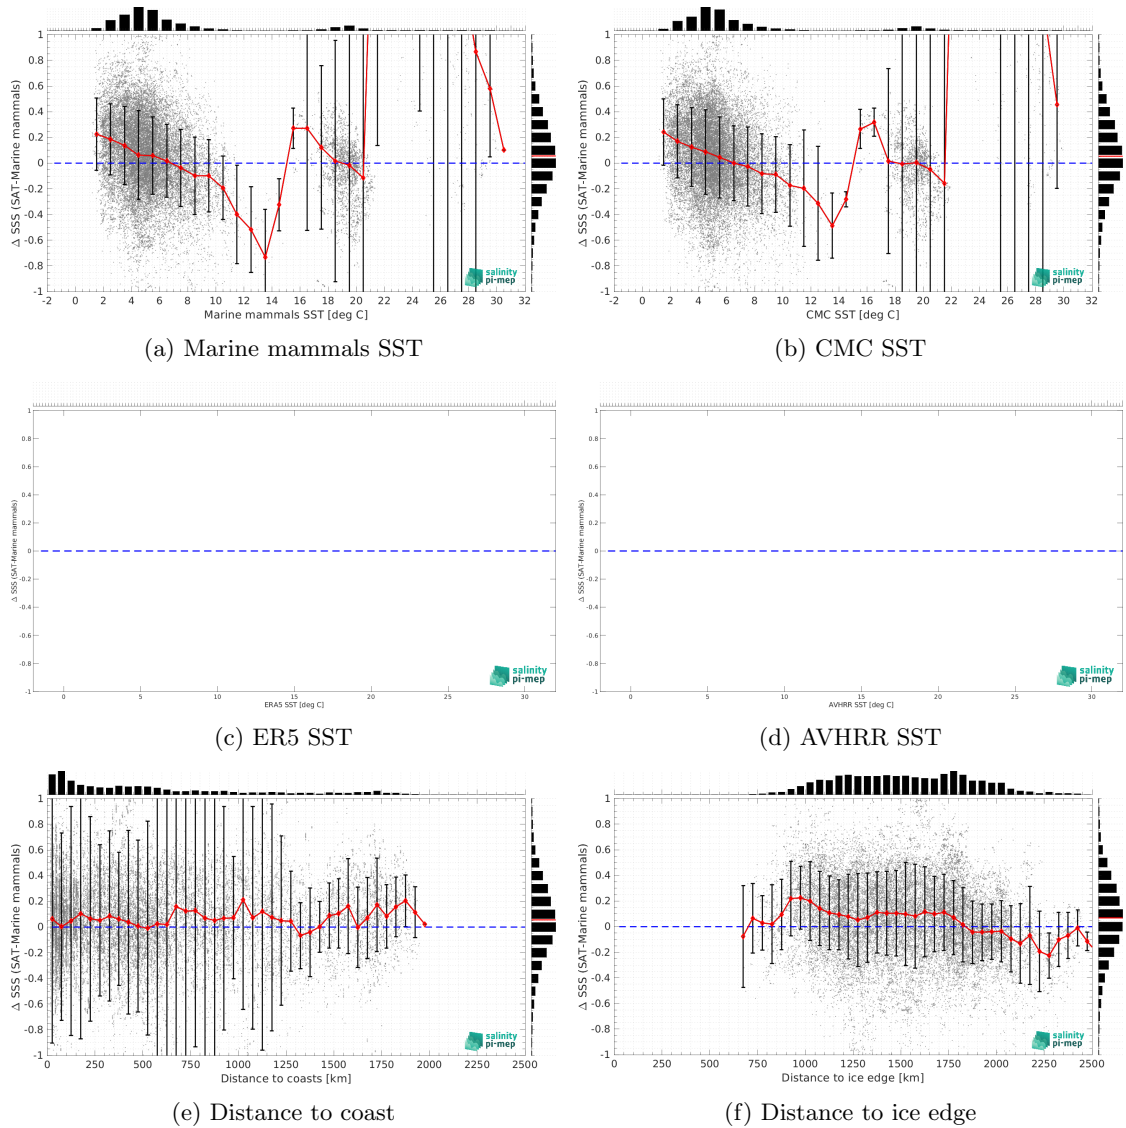 1
0.8
0.6
0.4
0.2
0
-0.2
-0.4
-0.6
-0.8
-1
Δ SSS (SAT-Marine mammals)
-2 0 2 4 6 8 10 12 14 16 18 20 22 24 26 28 30 32
Marine mammals SST [deg C]
salinity
pi-mep
(a) Marine mammals SST
1
0.8
0.6
0.4
0.2
0
-0.2
-0.4
-0.6
-0.8
-1
Δ SSS (SAT-Marine mammals)
-2 0 2 4 6 8 10 12 14 16 18 20 22 24 26 28 30 32
CMC SST [deg C]
salinity
pi-mep
(b) CMC SST
1
0.8
0.6
0.4
0.2
0
-0.2
-0.4
-0.6
-0.8
-1
Δ SSS (SAT-Marine mammals)
0 5 10 15 20 25 30
ERA5 SST [deg C]
salinity
pi-mep
(c) ER5 SST
1
0.8
0.6
0.4
0.2
0
-0.2
-0.4
-0.6
-0.8
-1
Δ SSS (SAT-Marine mammals)
0 5 10 15 20 25 30
AVHRR SST [deg C]
salinity
pi-mep
(d) AVHRR SST
1
0.8
0.6
0.4
0.2
0
-0.2
-0.4
-0.6
-0.8
-1
Δ SSS (SAT-Marine mammals)
0 250 500 750 1000 1250 1500 1750 2000 2250 2500
Distance to coasts [km]
salinity
pi-mep
(e) Distance to coast
1
0.8
0.6
0.4
0.2
0
-0.2
-0.4
-0.6
-0.8
-1
Δ SSS (SAT-Marine mammals)
0 250 500 750 1000 1250 1500 1750 2000 2250 2500
Distance to ice edge [km]
salinity
pi-mep
(f) Distance to ice edge